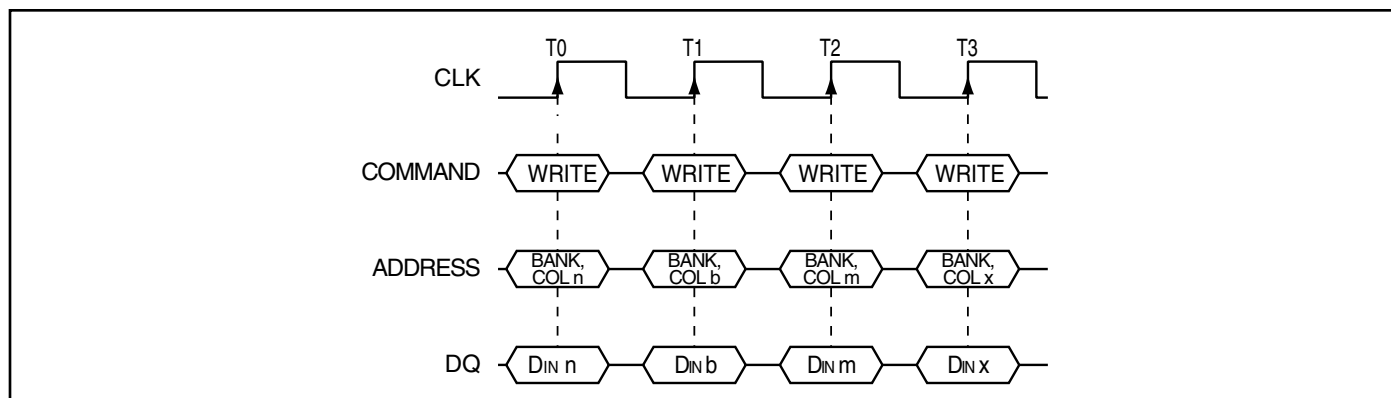 T0 T1 T2 T3
CLK
COMMAND WRITE WRITE WRITE WRITE
BANK, BANK, BANK, BANK,
ADDRESS
COL n COL b COL m COL x
DQ DIN n DIN b DIN m DIN x